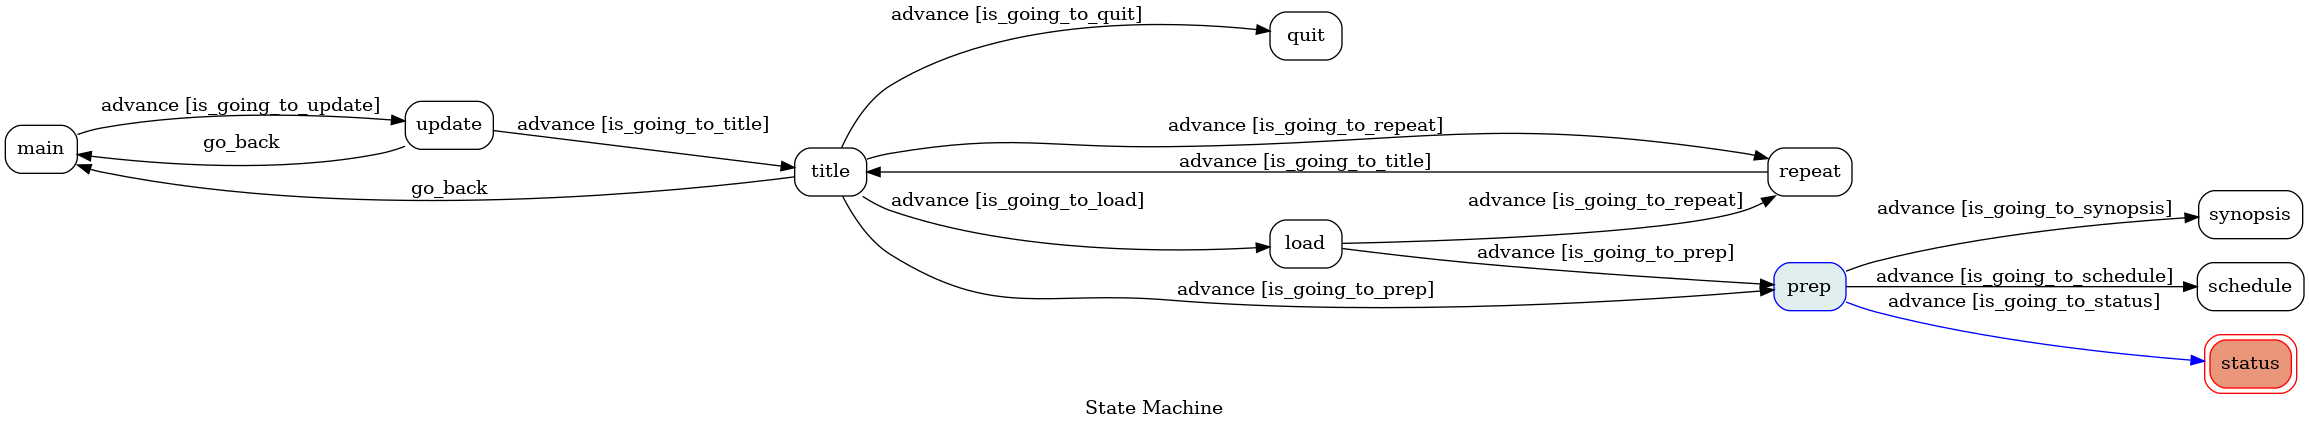 advance [is_going_to_quit]
quit
advance [is_going_to_update]
update
main
go_back
advance [is_going_to_title]
go_back
title
advance [is_going_to_repeat]
advance [is_going_to_title]
repeat
advance [is_going_to_load]
advance [is_going_to_repeat]
load
advance [is_going_to_prep]
advance [is_going_to_prep]
prep
advance [is_going_to_synopsis]
synopsis
advance [is_going_to_schedule]
schedule
advance [is_going_to_status]
status
State Machine